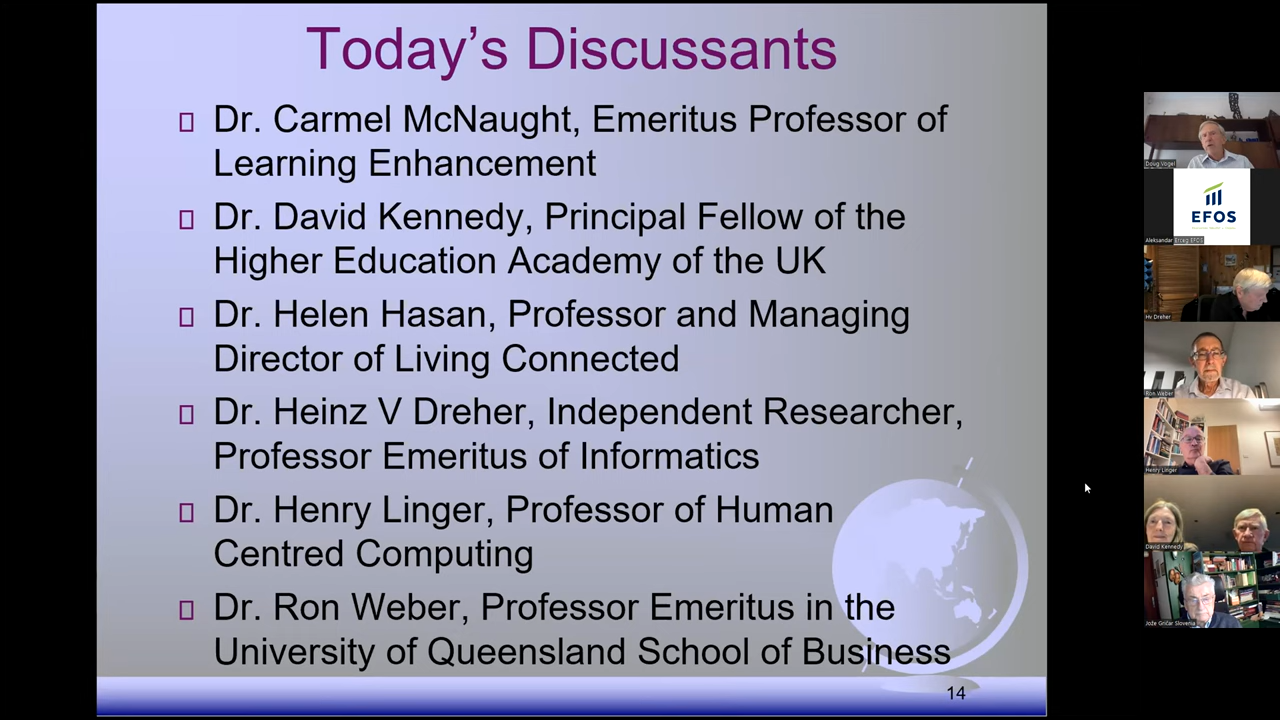 Today's Discussants
Dr. Carmel McNaught, Emeritus Professor of
Learning Enhancement
Dr. David Kennedy, Principal Fellow of the
Higher Education Academy of the UK
Dr. Helen Hasan, Professor and Managing
Director of Living Connected
Dr. Heinz V Dreher, Independent Researcher,
Professor Emeritus of Informatics
Dr. Henry Linger, Professor of Human
Centred Computing
Dr. Ron Weber, Professor Emeritus in the
University of Queensland School of Business
14
Doug Vogel
EFOS
Aleksandar Erceg EFOS
Hv Dreher
Ron Weber
Henry Linger
David Kennedy
Jože Gričar Slovenia